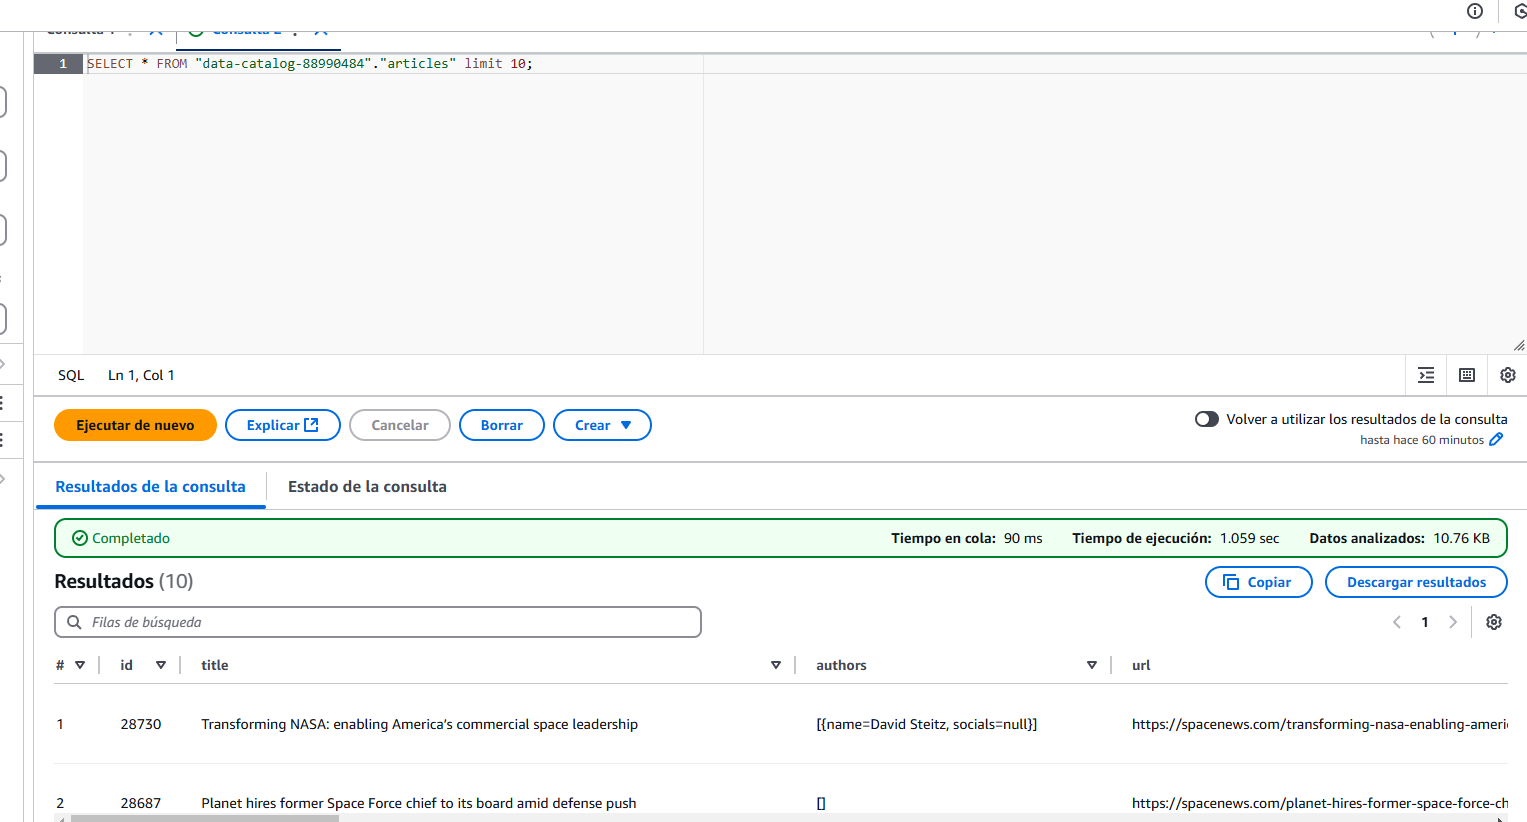 1 SELECT * FROM "data-catalog-88990484"."articles" limit 10;
SQL Ln 1, Col 1
Ejecutar de nuevo Explicar Cancelar Borrar Crear Volver a utilizar los resultados de la consulta
hasta hace 60 minutos
Resultados de la consulta Estado de la consulta
Completado Tiempo en cola: 90 ms Tiempo de ejecución: 1.059 sec Datos analizados: 10.76 KB
Resultados (10) Copiar Descargar resultados
Filas de búsqueda 1
# id title authors url
1 28730 Transforming NASA: enabling America’s commercial space leadership [{name=David Steitz, socials=null}] https://spacenews.com/transforming-nasa-enabling-ameri
2 28687 Planet hires former Space Force chief to its board amid defense push [] https://spacenews.com/planet-hires-former-space-force-ch